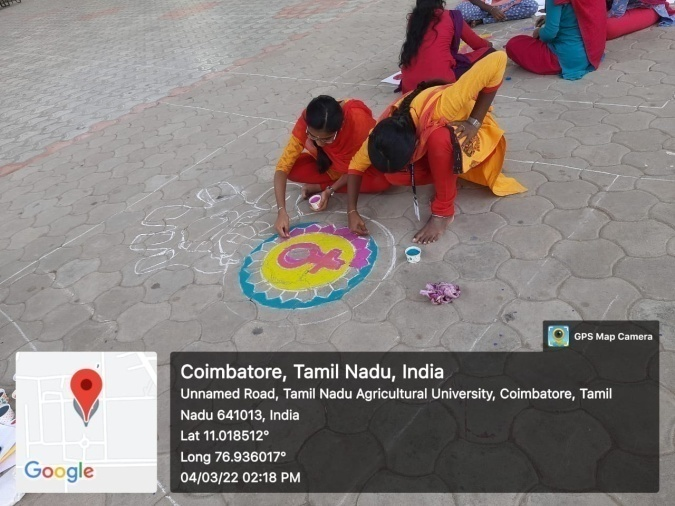 GPS Map Camera
Coimbatore, Tamil Nadu, India
Unnamed Road, Tamil Nadu Agricultural University, Coimbatore, Tamil
Nadu 641013, India
Lat 11.018512°
Long 76.936017°
04/03/22 02:18 PM
Google